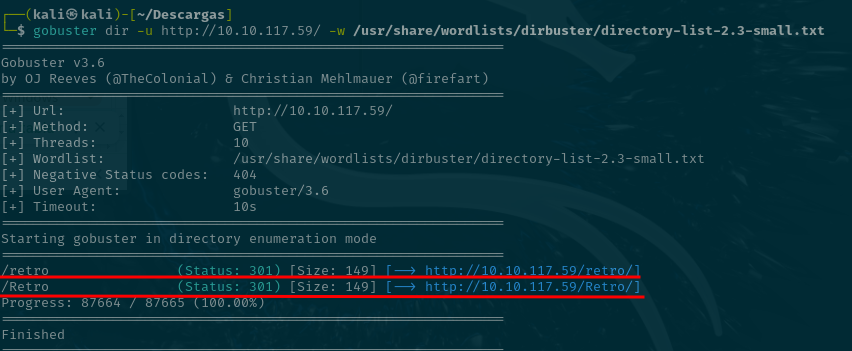 (kali㉿kali)-[~/Descargas]
$ gobuster dir -u http://10.10.117.59/ -w /usr/share/wordlists/dirbuster/directory-list-2.3-small.txt
===============================================================
Gobuster v3.6
by OJ Reeves (@TheColonial) & Christian Mehlmauer (@firefart)
===============================================================
[+] Url:                     http://10.10.117.59/
[+] Method:                  GET
[+] Threads:                 10
[+] Wordlist:                /usr/share/wordlists/dirbuster/directory-list-2.3-small.txt
[+] Negative Status codes:   404
[+] User Agent:              gobuster/3.6
[+] Timeout:                 10s
===============================================================
Starting gobuster in directory enumeration mode
===============================================================
/retro                (Status: 301) [Size: 149] [--> http://10.10.117.59/retro/]
/Retro                (Status: 301) [Size: 149] [--> http://10.10.117.59/Retro/]
Progress: 87664 / 87665 (100.00%)
===============================================================
Finished
===============================================================